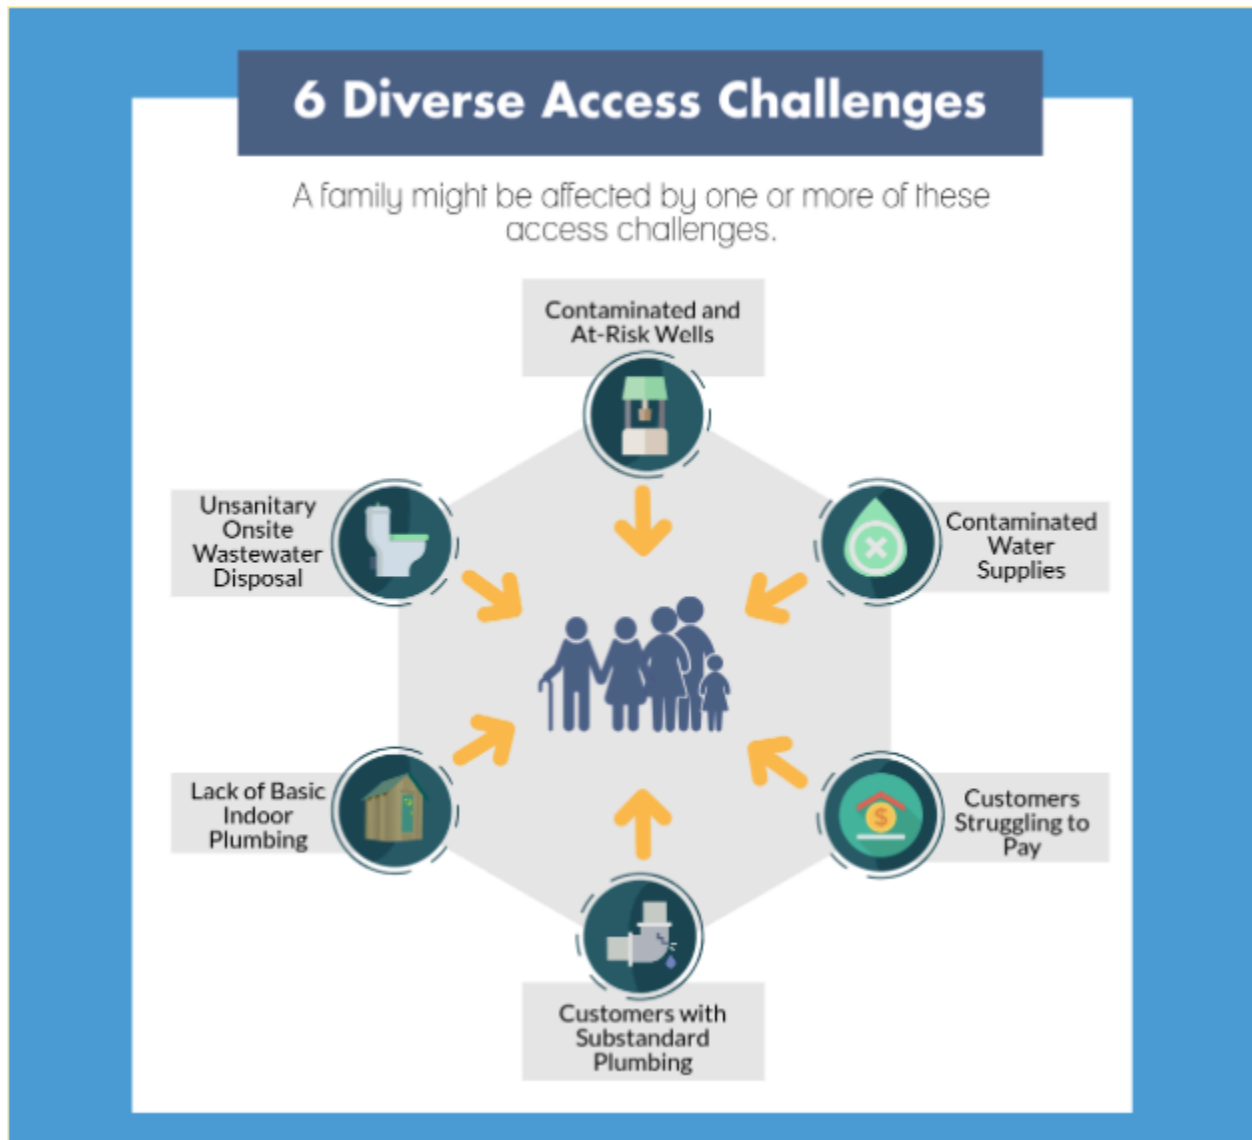 6 Diverse Access Challenges
A family might be affected by one or more of these
access challenges.
Contaminated and
At-Risk Wells
Unsanitary
Onsite
Wastewater
Disposal
Contaminated
Water
Supplies
Lack of Basic
Indoor
Plumbing
Customers
Struggling to
Pay
$
Customers with
Substandard
Plumbing